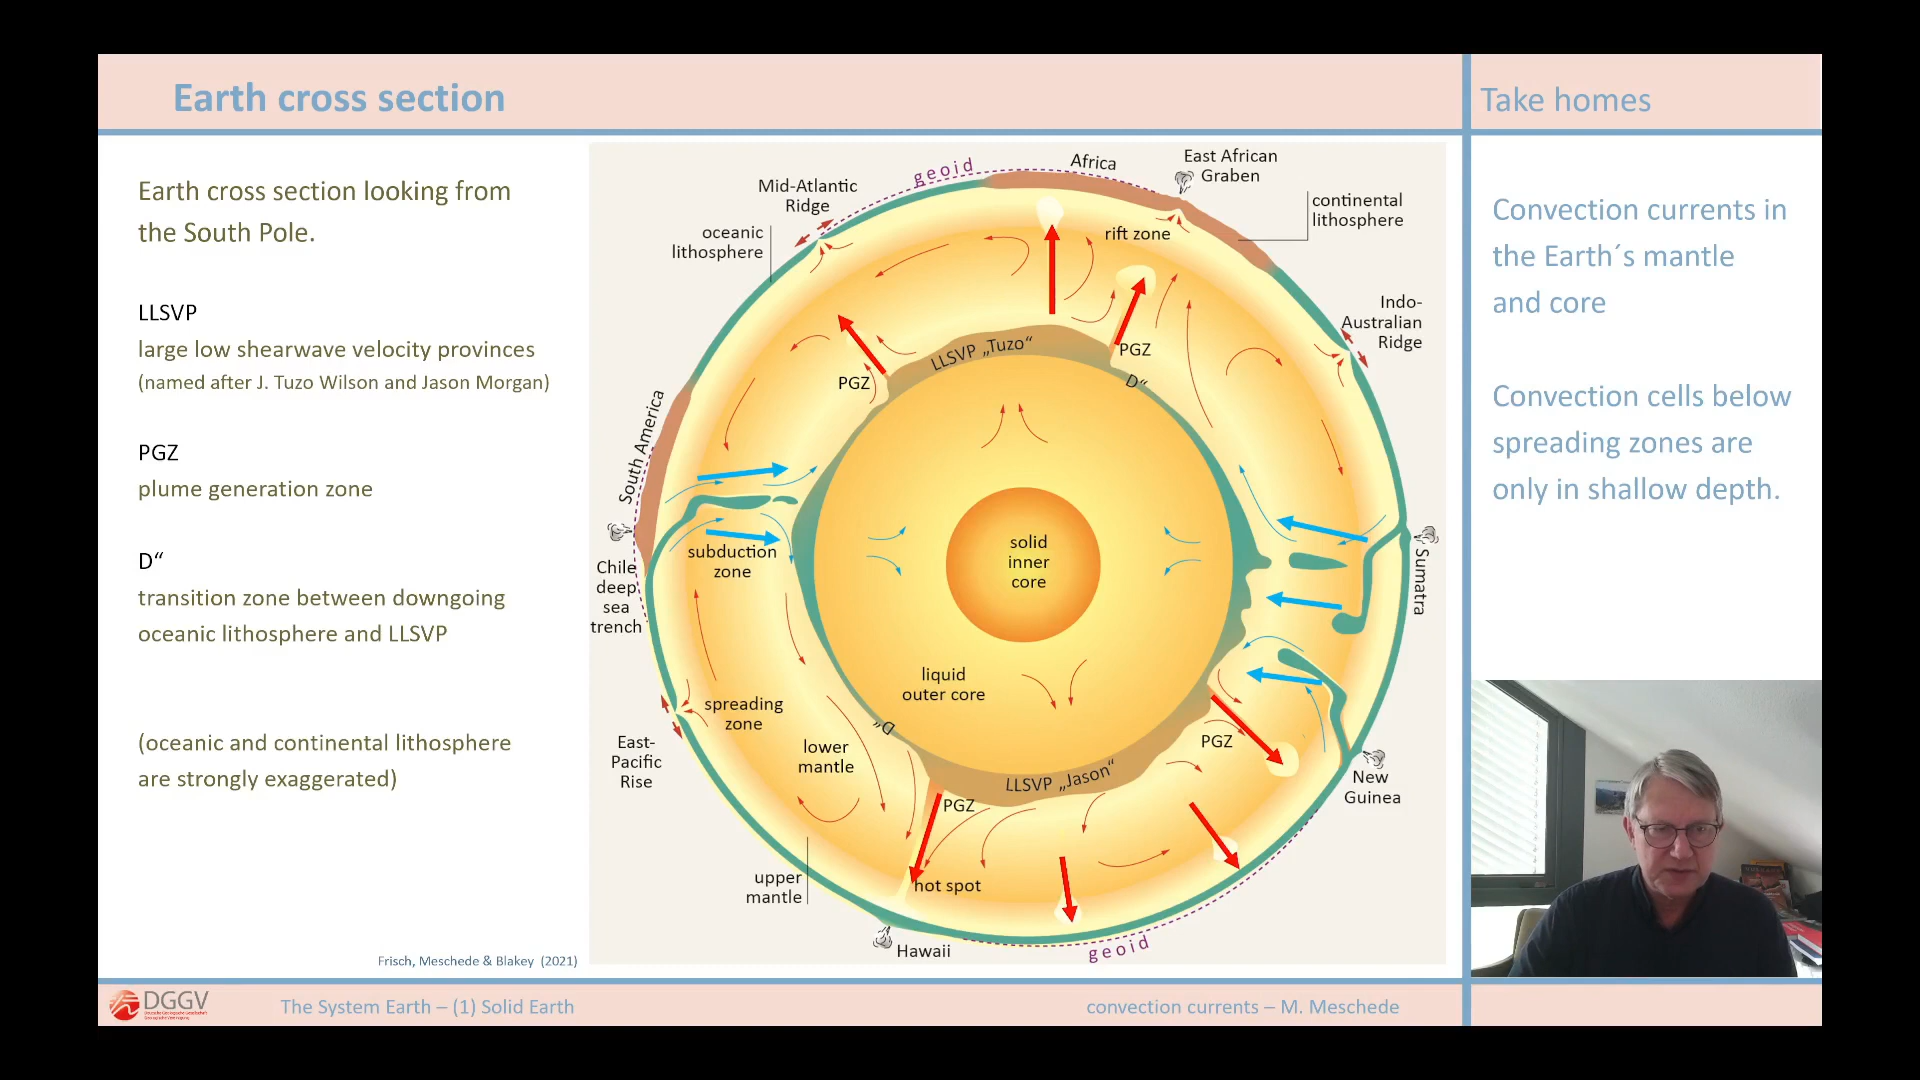 Earth cross section
Take homes
Earth cross section looking from
the South Pole.
LLSVP
large low shearwave velocity provinces
(named after J. Tuzo Wilson and Jason Morgan)
PGZ
plume generation zone
D“
transition zone between downgoing
oceanic lithosphere and LLSVP
(oceanic and continental lithosphere
are strongly exaggerated)
Frisch, Meschede & Blakey (2021)
geoid
Africa
East African
Graben
Mid-Atlantic
Ridge
continental
lithosphere
oceanic
lithosphere
rift zone
Indo-
Australian
Ridge
LLSVP „Tuzo“
PGZ
PGZ
D“
South America
subduction
zone
solid
inner
core
Chile
deep
sea
trench
Sumatra
liquid
outer core
spreading
zone
D“
East-
Pacific
Rise
lower
mantle
PGZ
LLSVP „Jason“
PGZ
New
Guinea
upper
mantle
hot spot
Hawaii
geoid
Convection currents in
the Earth´s mantle
and core
Convection cells below
spreading zones are
only in shallow depth.
DGGV
The System Earth – (1) Solid Earth
convection currents – M. Meschede